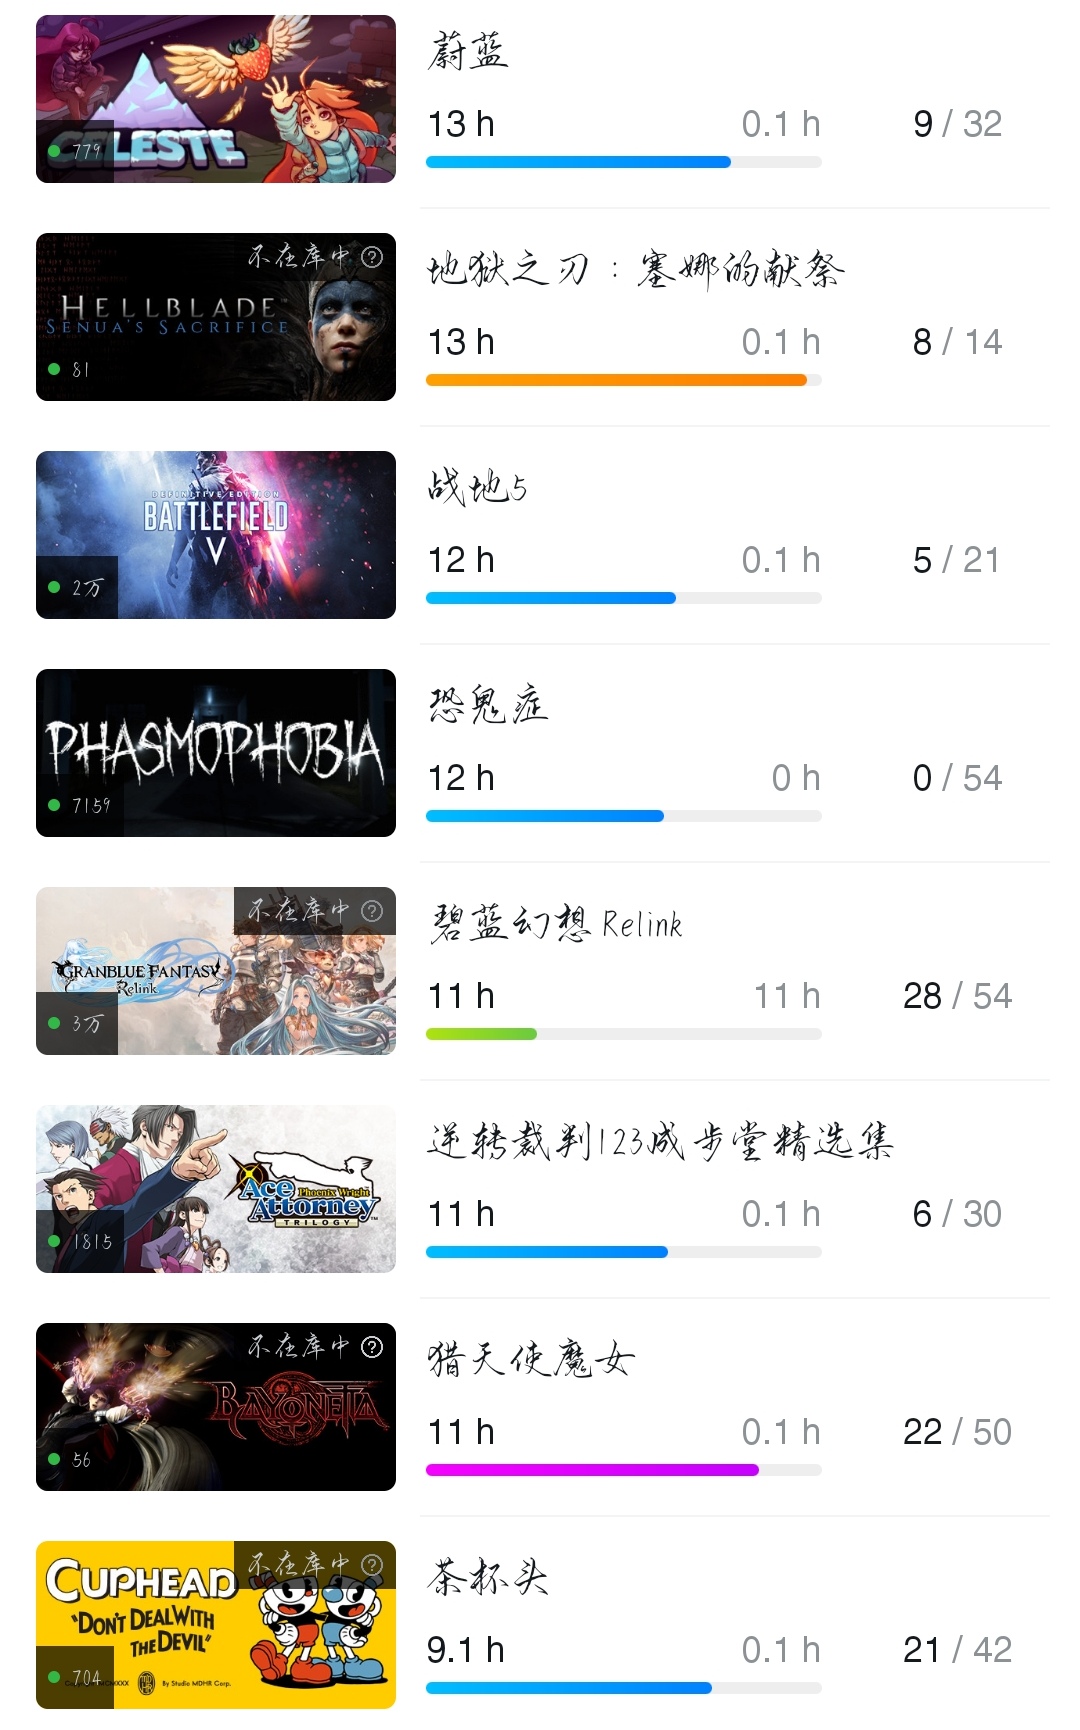 CELESTE
779
蔚蓝
13 h 0.1 h 9 / 32
不在库中 ?
HELLBLADE™
SENUA'S SACRIFICE
81
地狱之刃：塞娜的献祭
13 h 0.1 h 8 / 14
DEFINITIVE EDITION
BATTLEFIELD
V
2万
战地5
12 h 0.1 h 5 / 21
PHASMOPHOBIA
7159
恐鬼症
12 h 0 h 0 / 54
不在库中 ?
GRANBLUE FANTASY
Relink
3万
碧蓝幻想 Relink
11 h 11 h 28 / 54
Phoenix Wright
Ace Attorney™
TRILOGY
1815
逆转裁判123成步堂精选集
11 h 0.1 h 6 / 30
不在库中 ?
BAYONETTA
56
猎天使魔女
11 h 0.1 h 22 / 50
不在库中 ?
CUPHEAD
"DON'T DEAL WITH
THE DEVIL"
704
By Studio MDHR Corp.
茶杯头
9.1 h 0.1 h 21 / 42